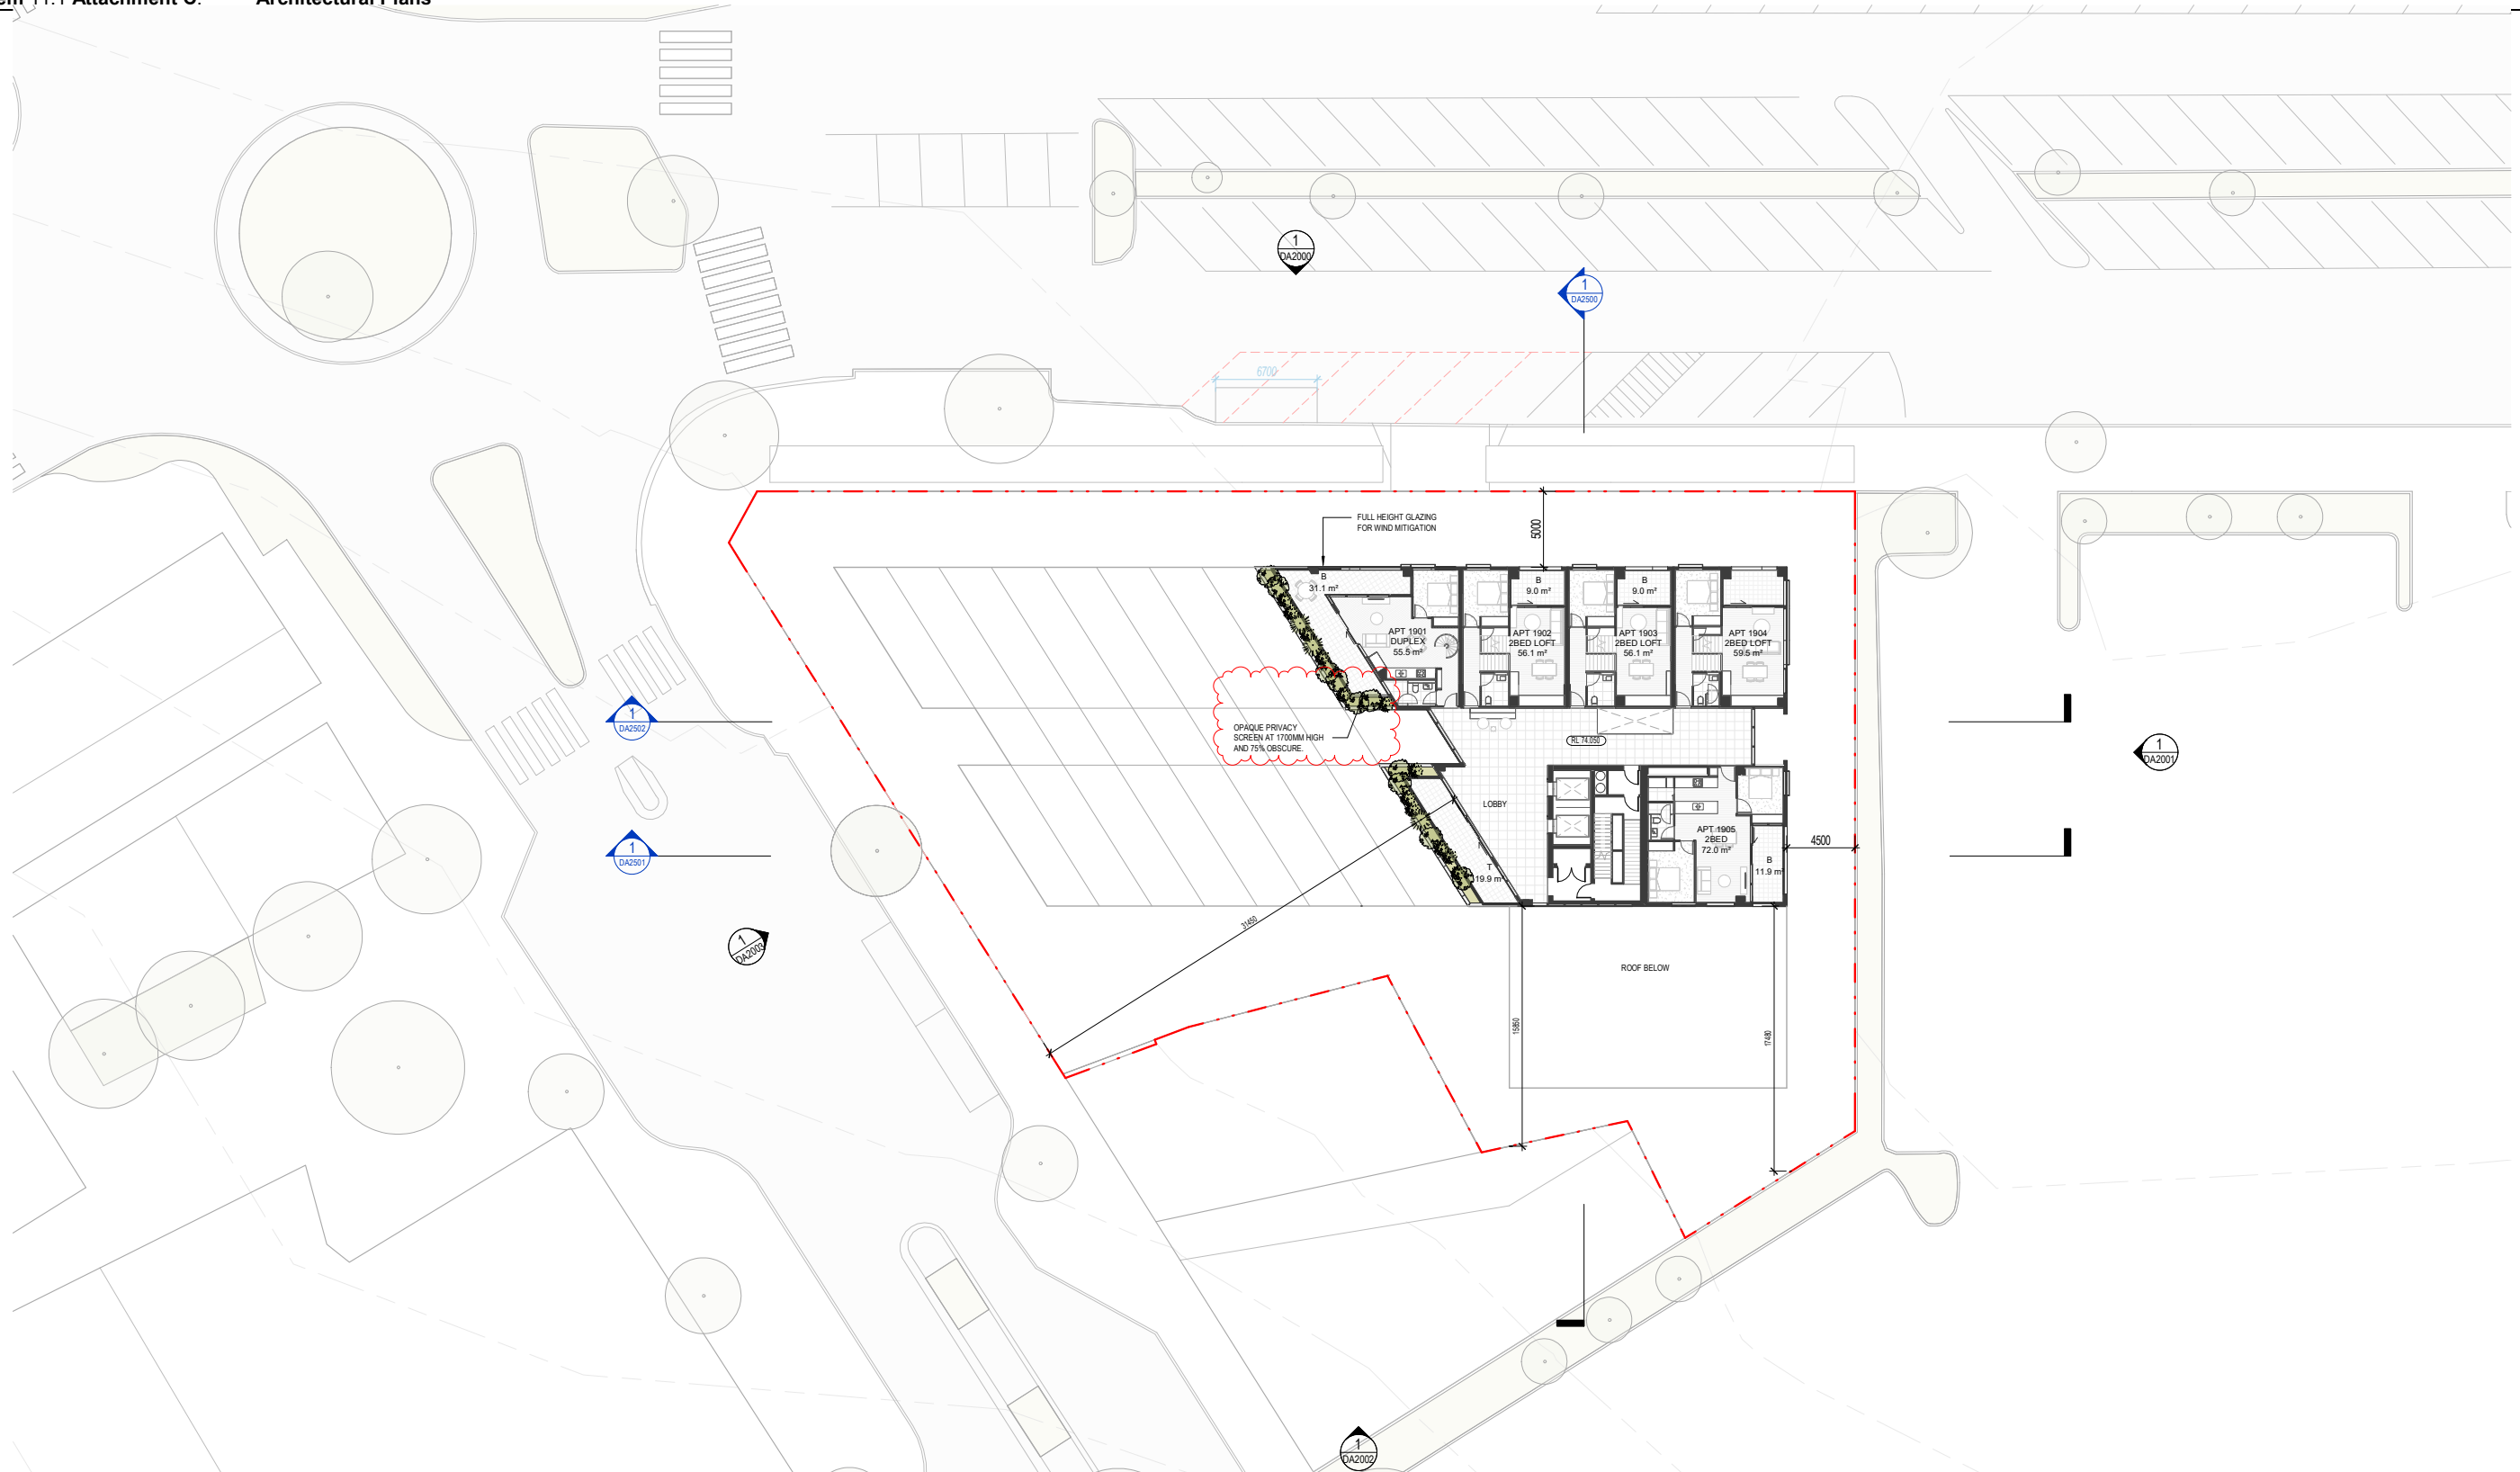 11.1 Attachment C. Architectural Plans
1
DA2000
1
DA2500
6700
FULL HEIGHT GLAZING
FOR WIND MITIGATION
5000
B
31.1 m²
B
9.0 m²
B
9.0 m²
APT 1901
DUPLEX
55.5 m²
APT 1902
2BED LOFT
56.1 m²
APT 1903
2BED LOFT
56.1 m²
APT 1904
2BED LOFT
59.5 m²
1
DA2502
OPAQUE PRIVACY
SCREEN AT 1700MM HIGH
AND 75% OBSCURE.
RL 74.050
1
DA2001
LOBBY
1
DA2501
APT 1905
2BED
72.0 m²
4500
B
11.9 m²
T
19.9 m²
31450
1
DA2003
ROOF BELOW
15850
17480
1
DA2002